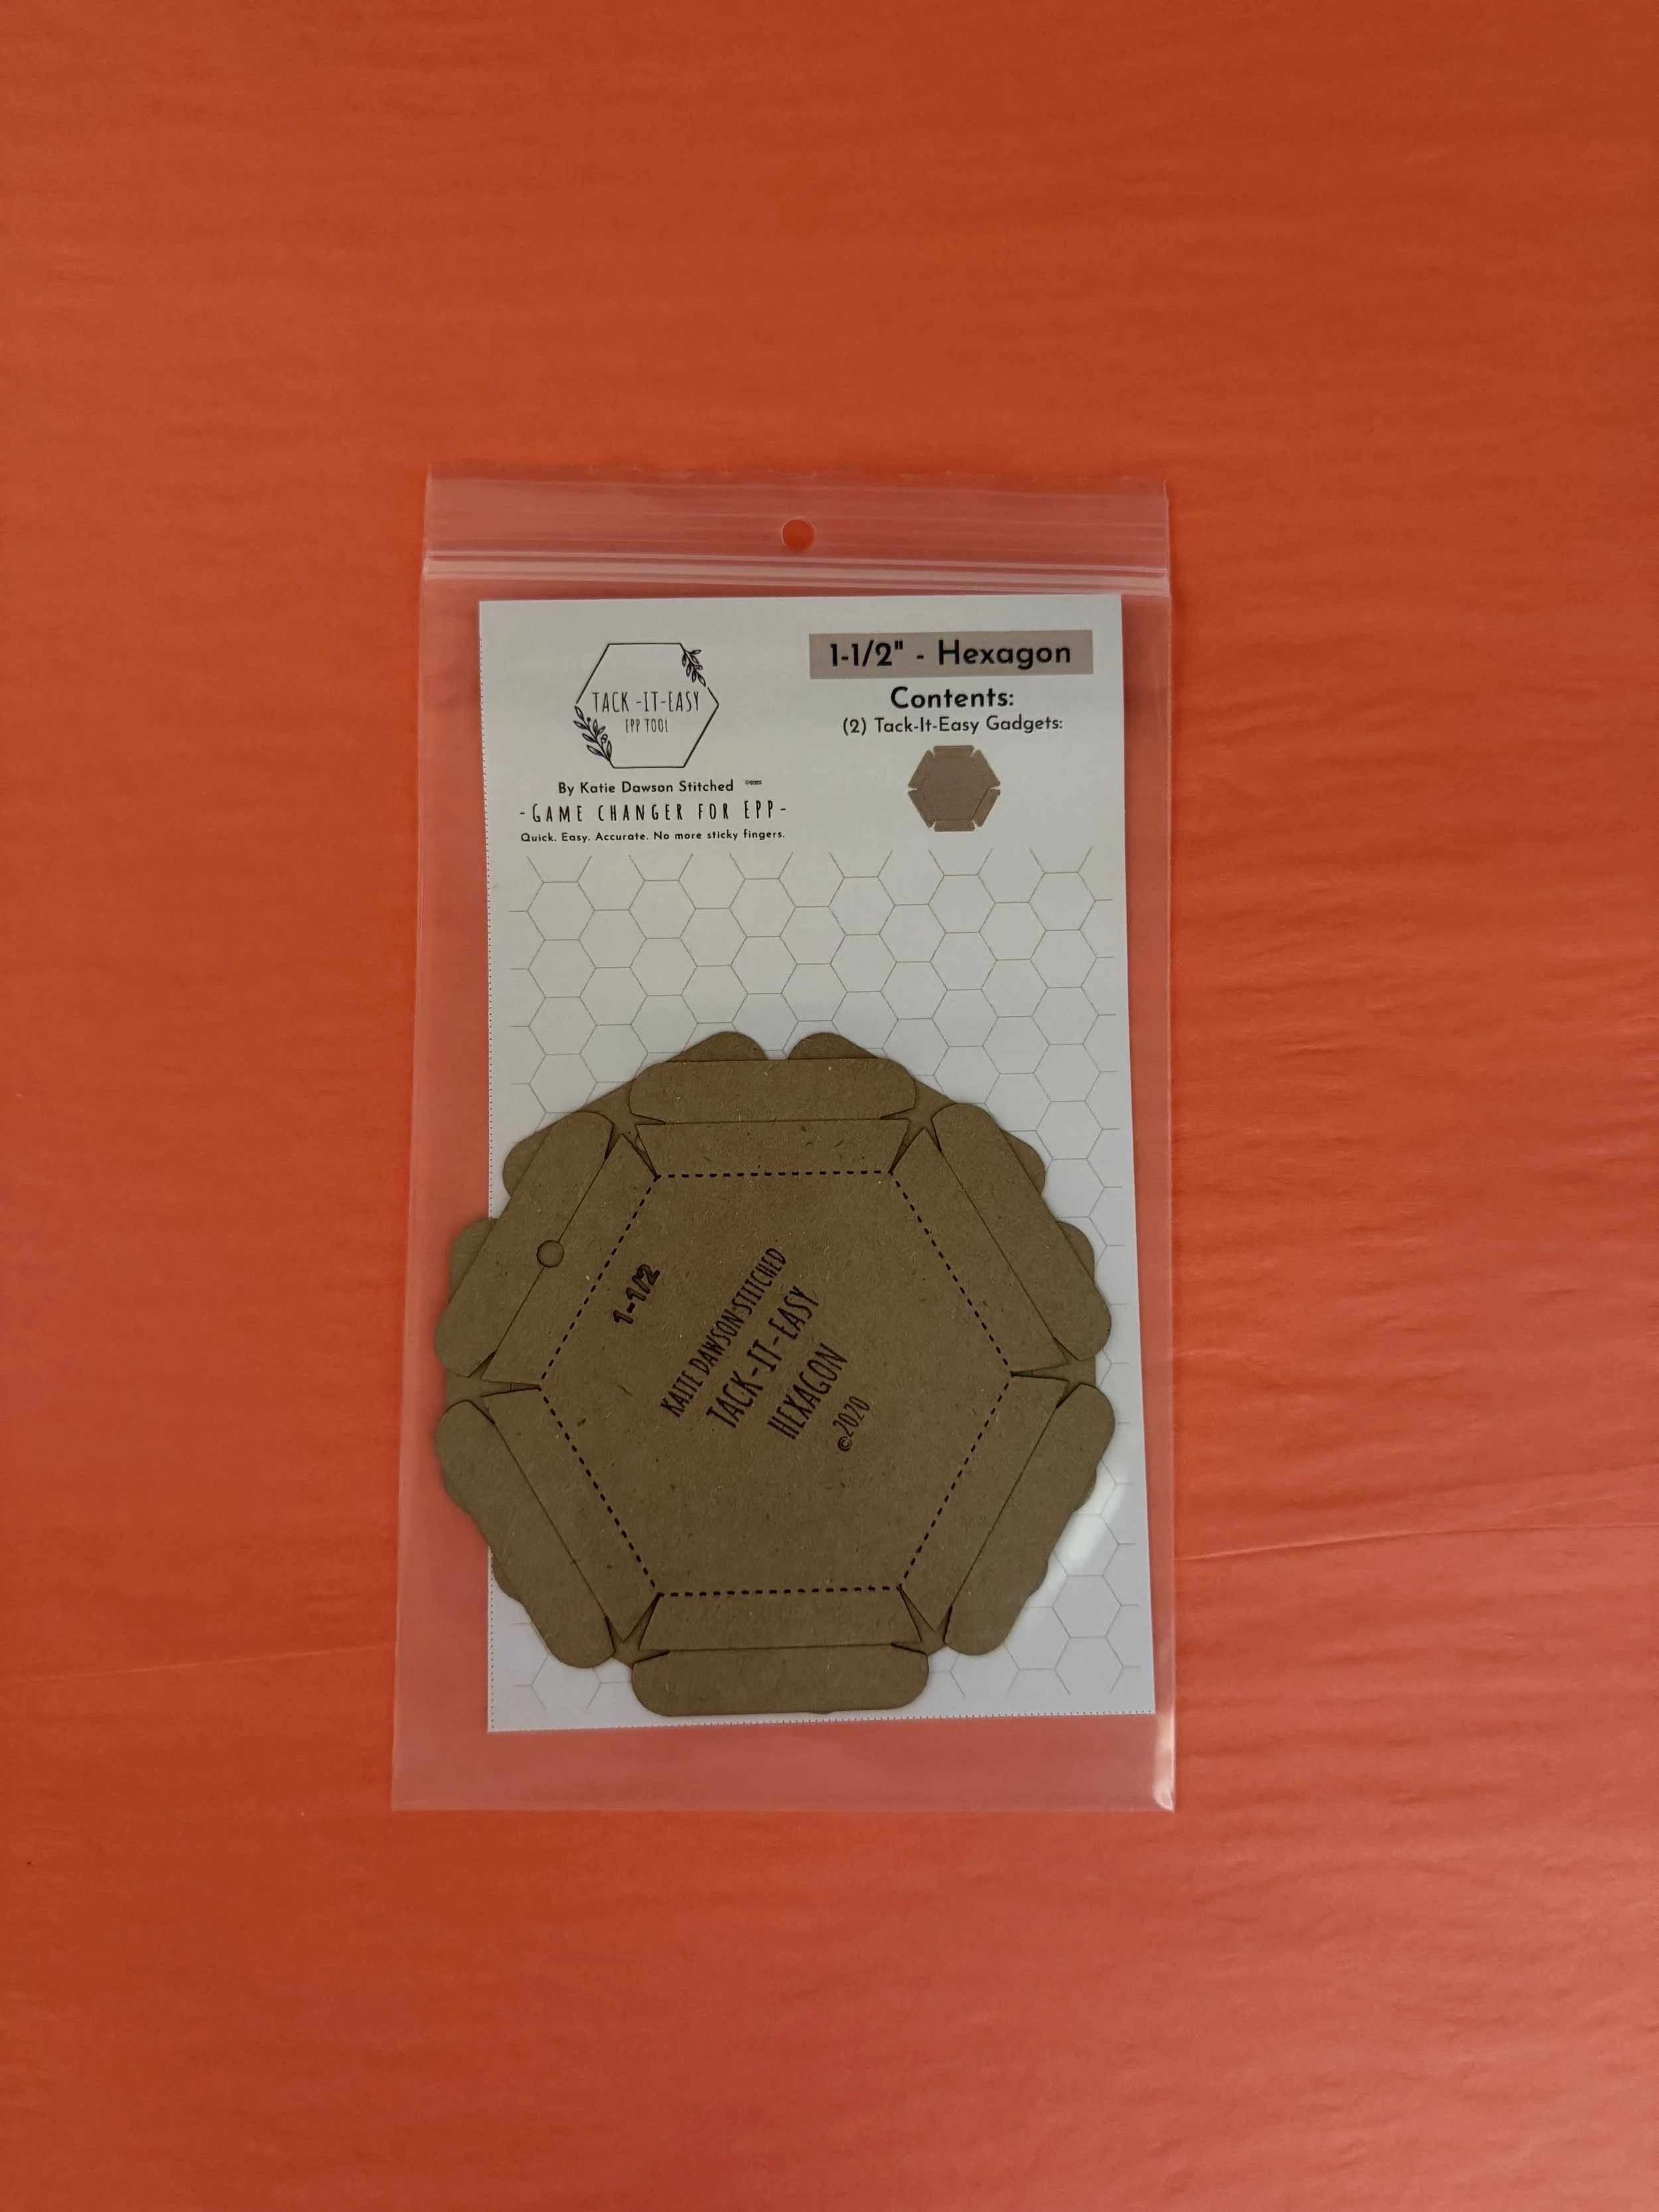 TACK-IT-EASY
EPP TOOL
By Katie Dawson Stitched
-GAME CHANGER FOR EPP-
Quick. Easy. Accurate. No more sticky fingers.
1-1/2" - Hexagon
Contents:
(2) Tack-It-Easy Gadgets:
1-1/2
KATIE DAWSON STITCHED
TACK-IT-EASY
HEXAGON
©2020